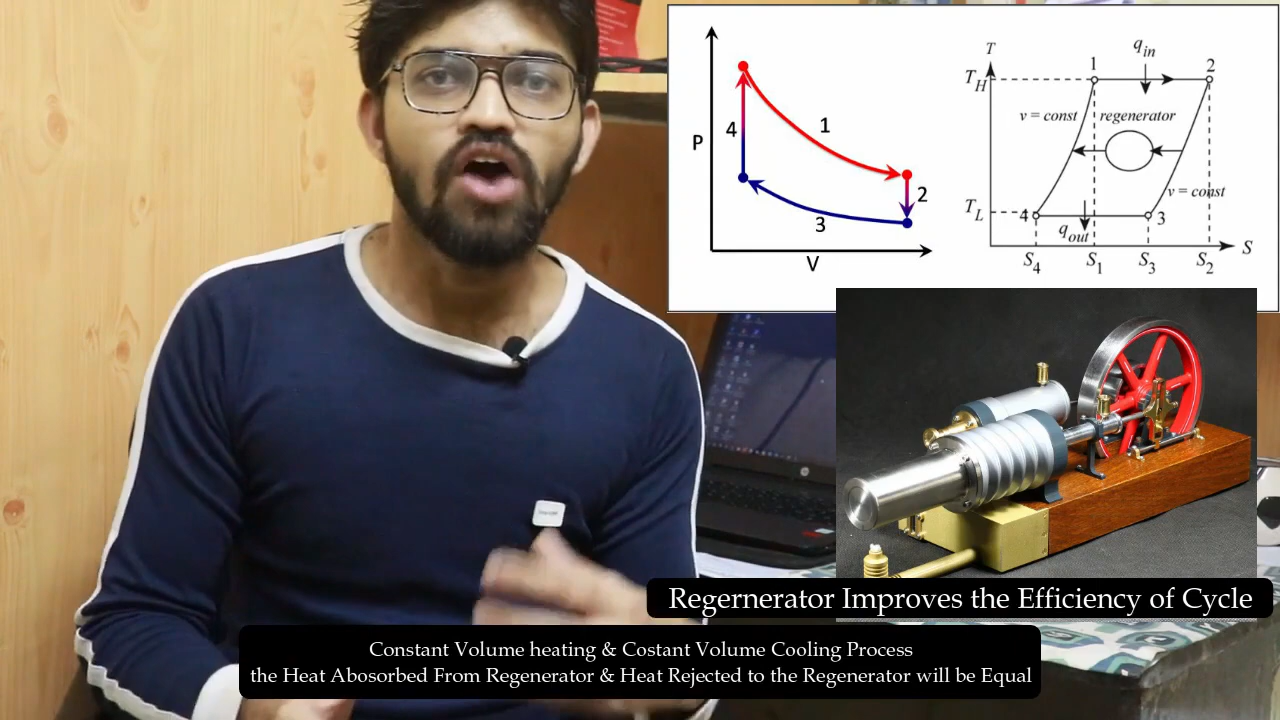 P
V
1
2
3
4
T
T_H
T_L
q_in
1
2
v = const
regenerator
v = const
4
3
q_out
S_4
S_1
S_3
S_2
S
hp
Regernerator Improves the Efficiency of Cycle
Constant Volume heating & Costant Volume Cooling Process
the Heat Abosorbed From Regenerator & Heat Rejected to the Regenerator will be Equal